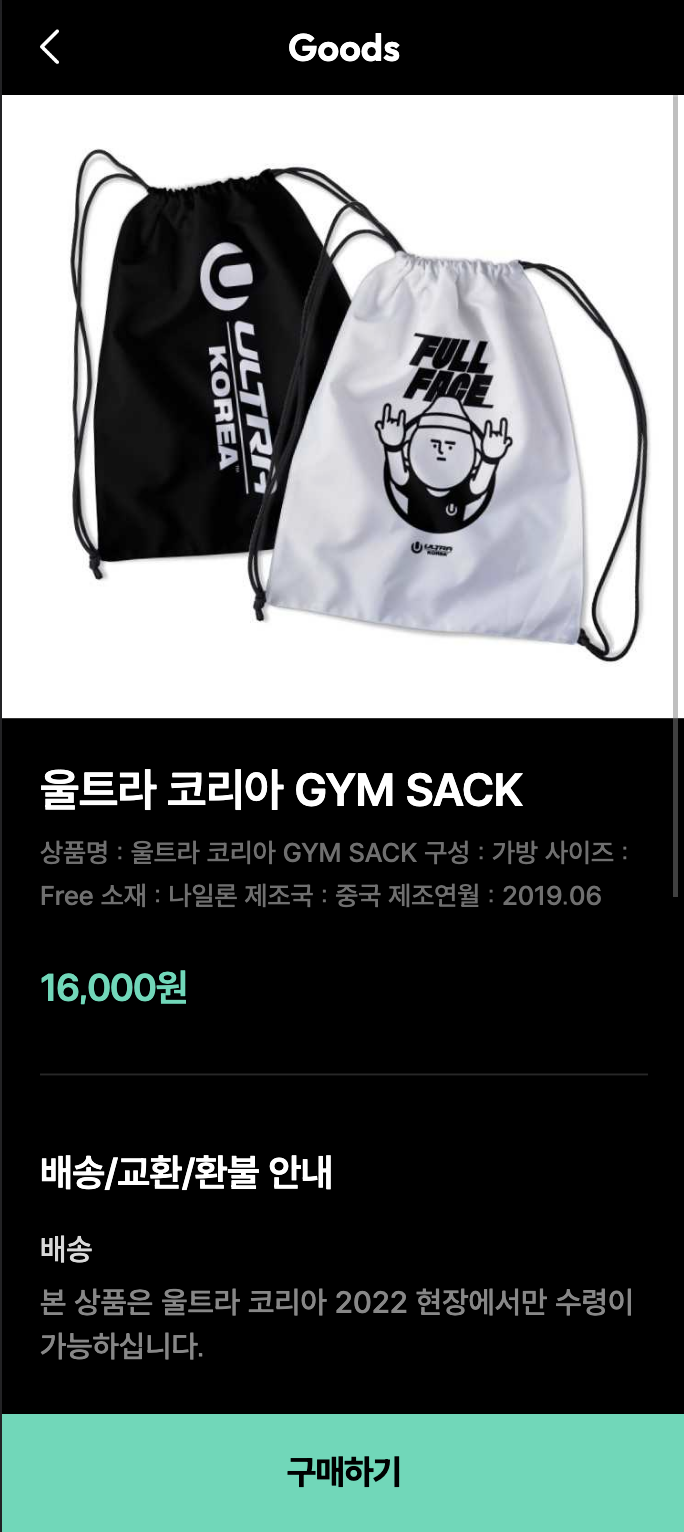 Goods
ULTRA
KOREA
FULL
FACE
ULTRA
KOREA
울트라 코리아 GYM SACK
상품명 : 울트라 코리아 GYM SACK 구성 : 가방 사이즈 :
Free 소재 : 나일론 제조국 : 중국 제조연월 : 2019.06
16,000원
배송/교환/환불 안내
배송
본 상품은 울트라 코리아 2022 현장에서만 수령이
가능하십니다.
구매하기